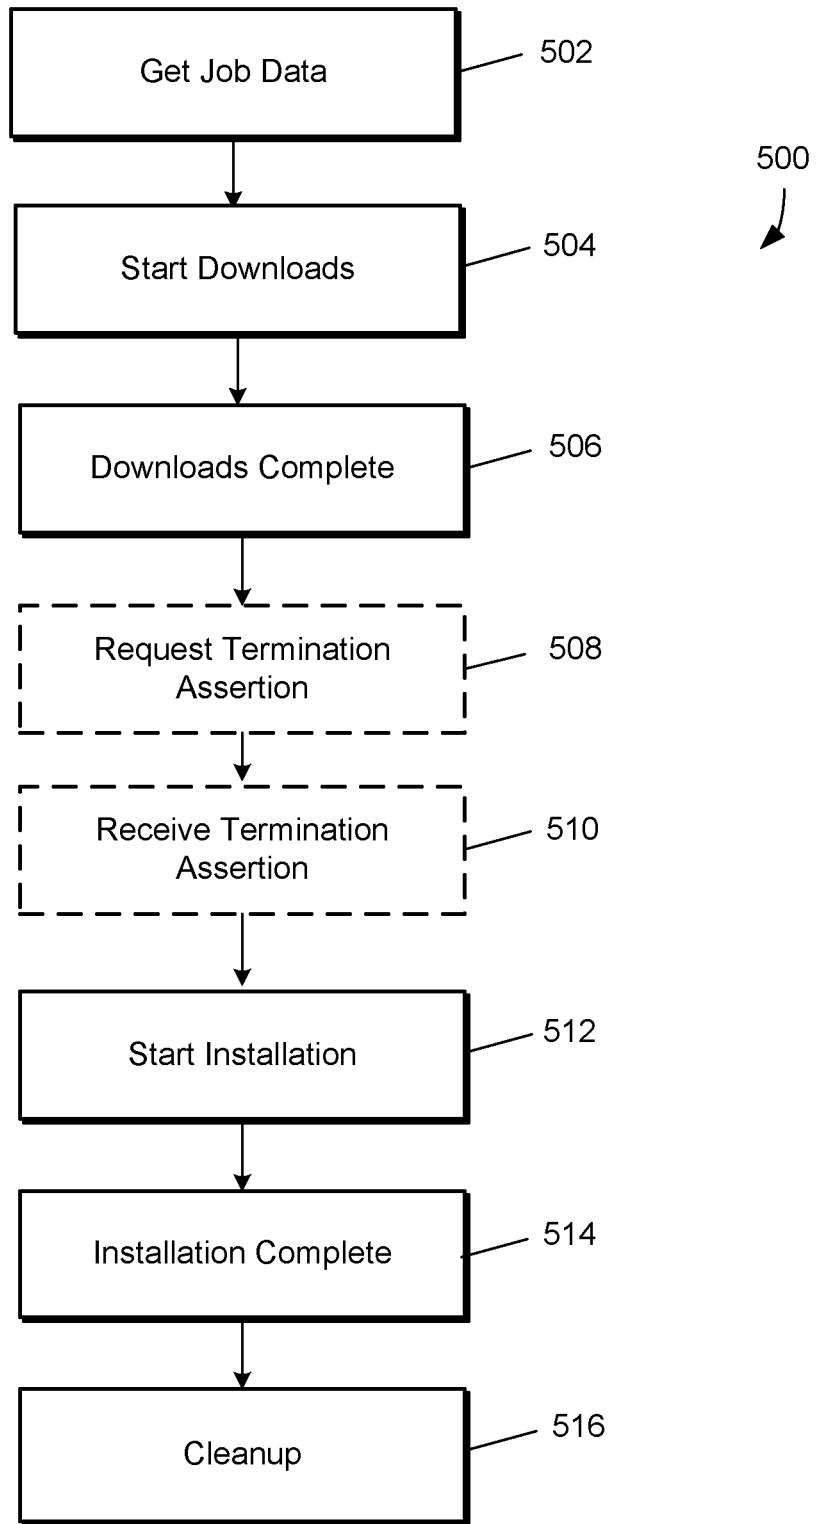 Get Job Data
502
500
Start Downloads
504
Downloads Complete
506
Request Termination
Assertion
508
Receive Termination
Assertion
510
Start Installation
512
Installation Complete
514
Cleanup
516